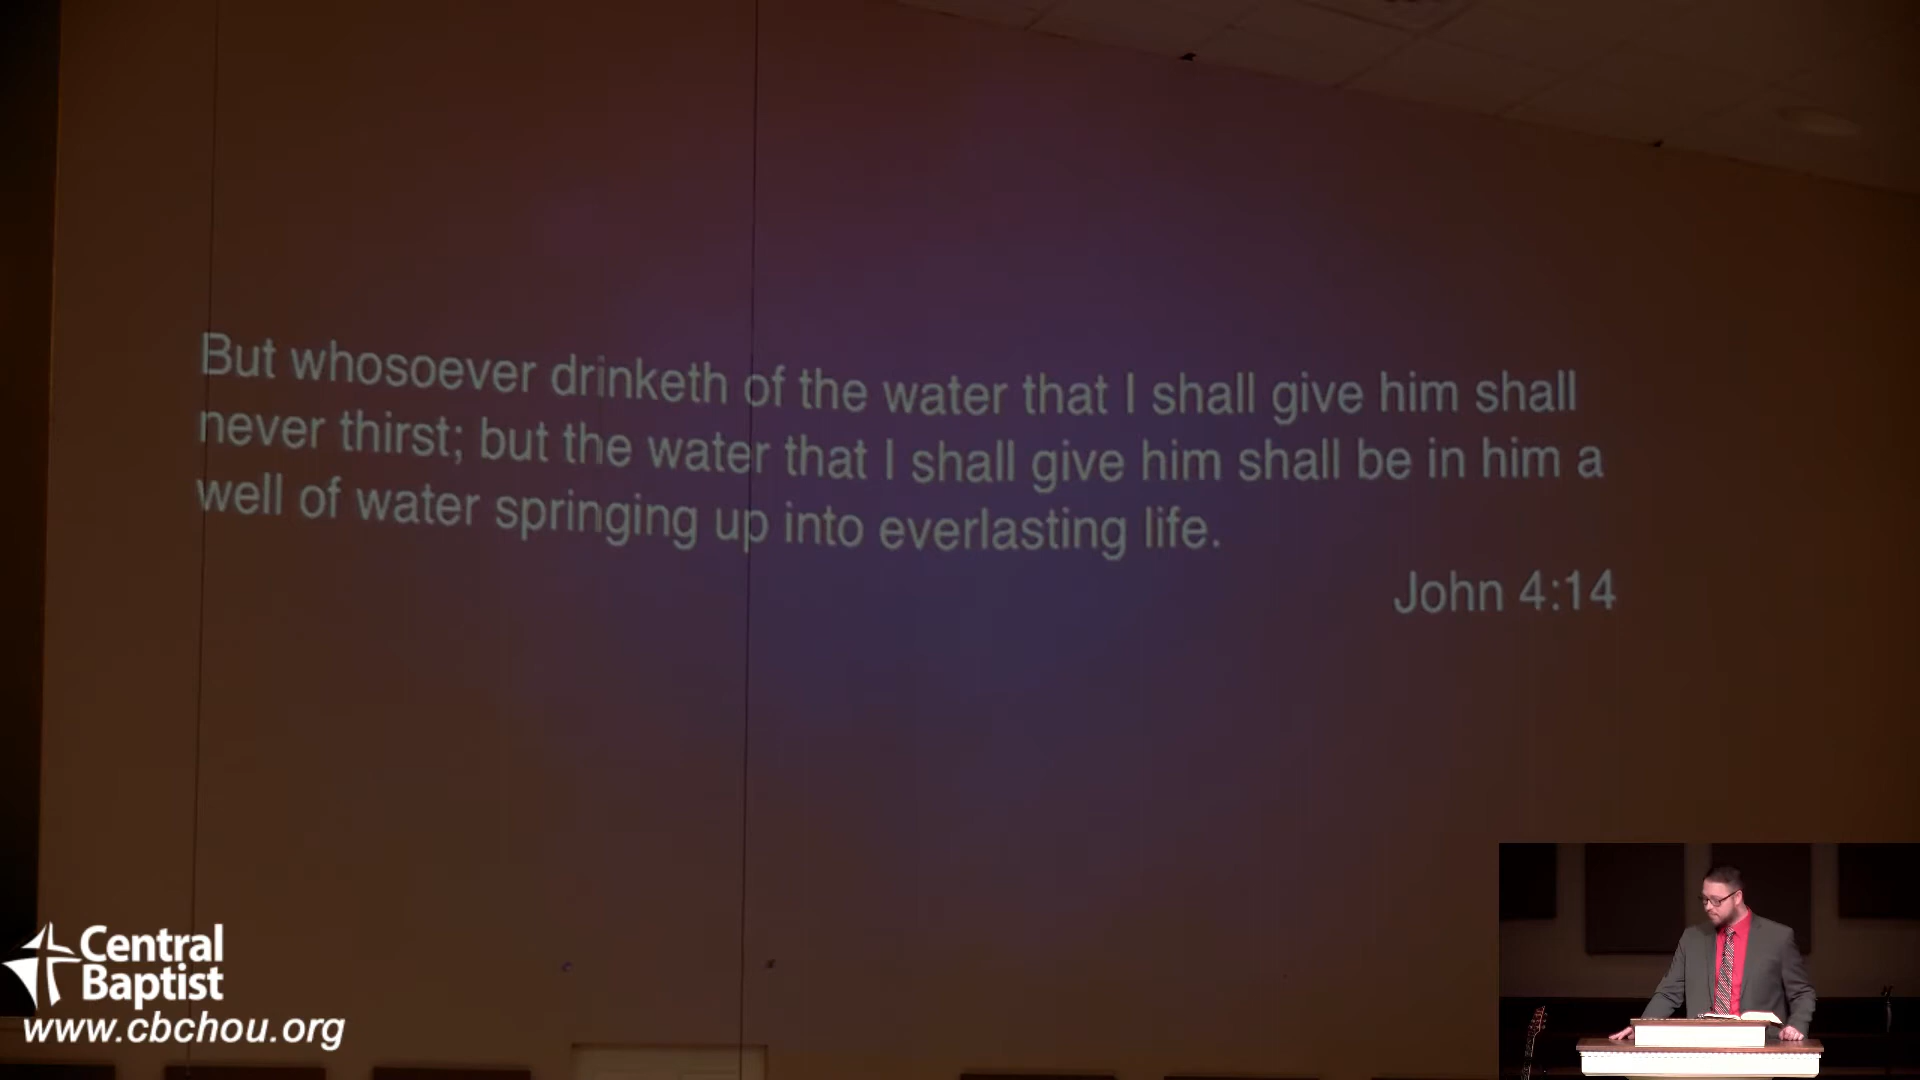 But whosoever drinketh of the water that I shall give him shall
never thirst; but the water that I shall give him shall be in him a
well of water springing up into everlasting life.
John 4:14
Central
Baptist
www.cbchou.org